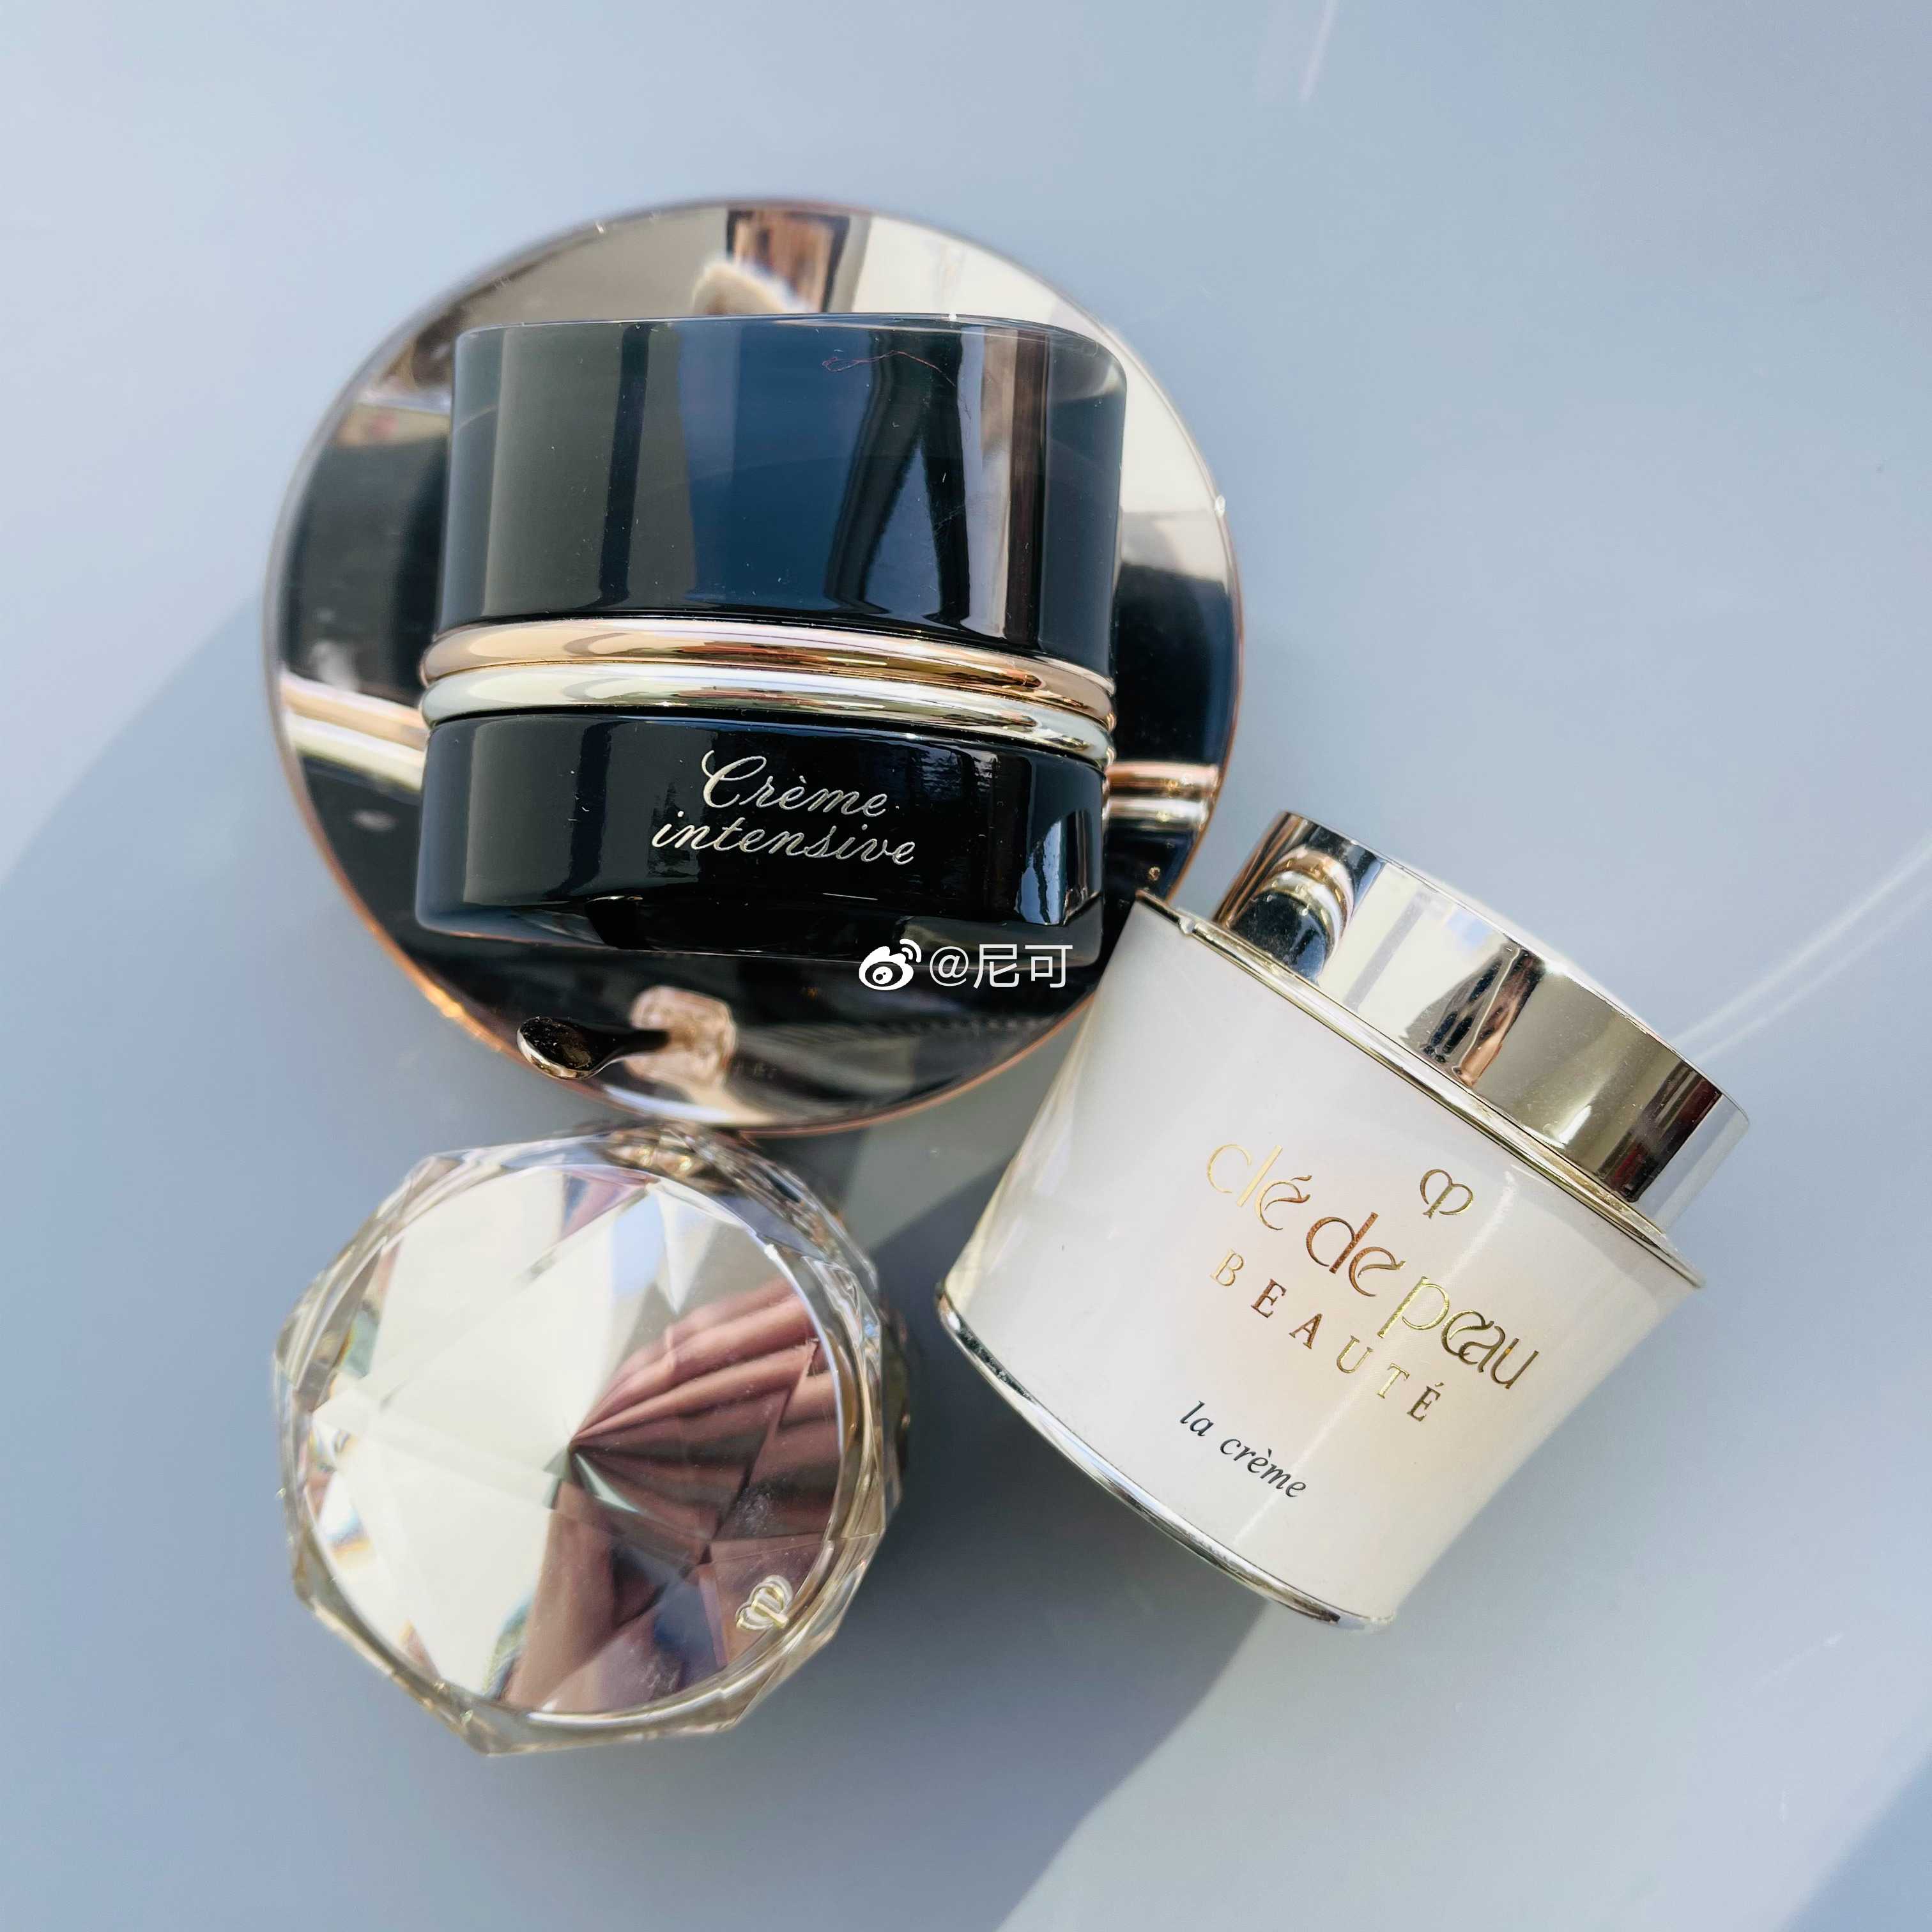 Crème
intensive
@尼可
clé de peau
BEAUTÉ
la crème